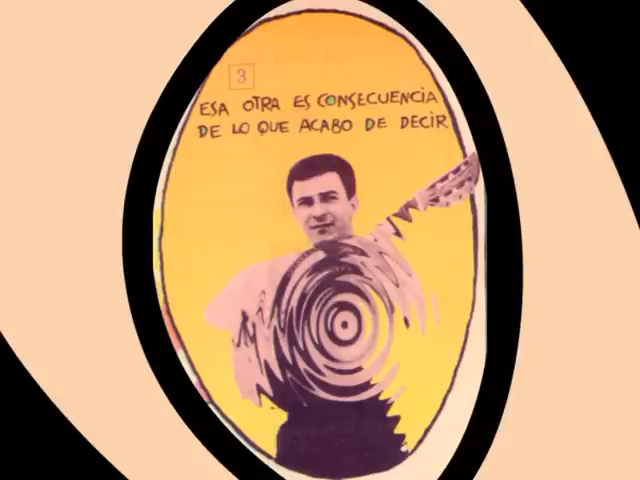 3
ESA OTRA ES CONSECUENCIA
DE LO QUE ACABO DE DECIR